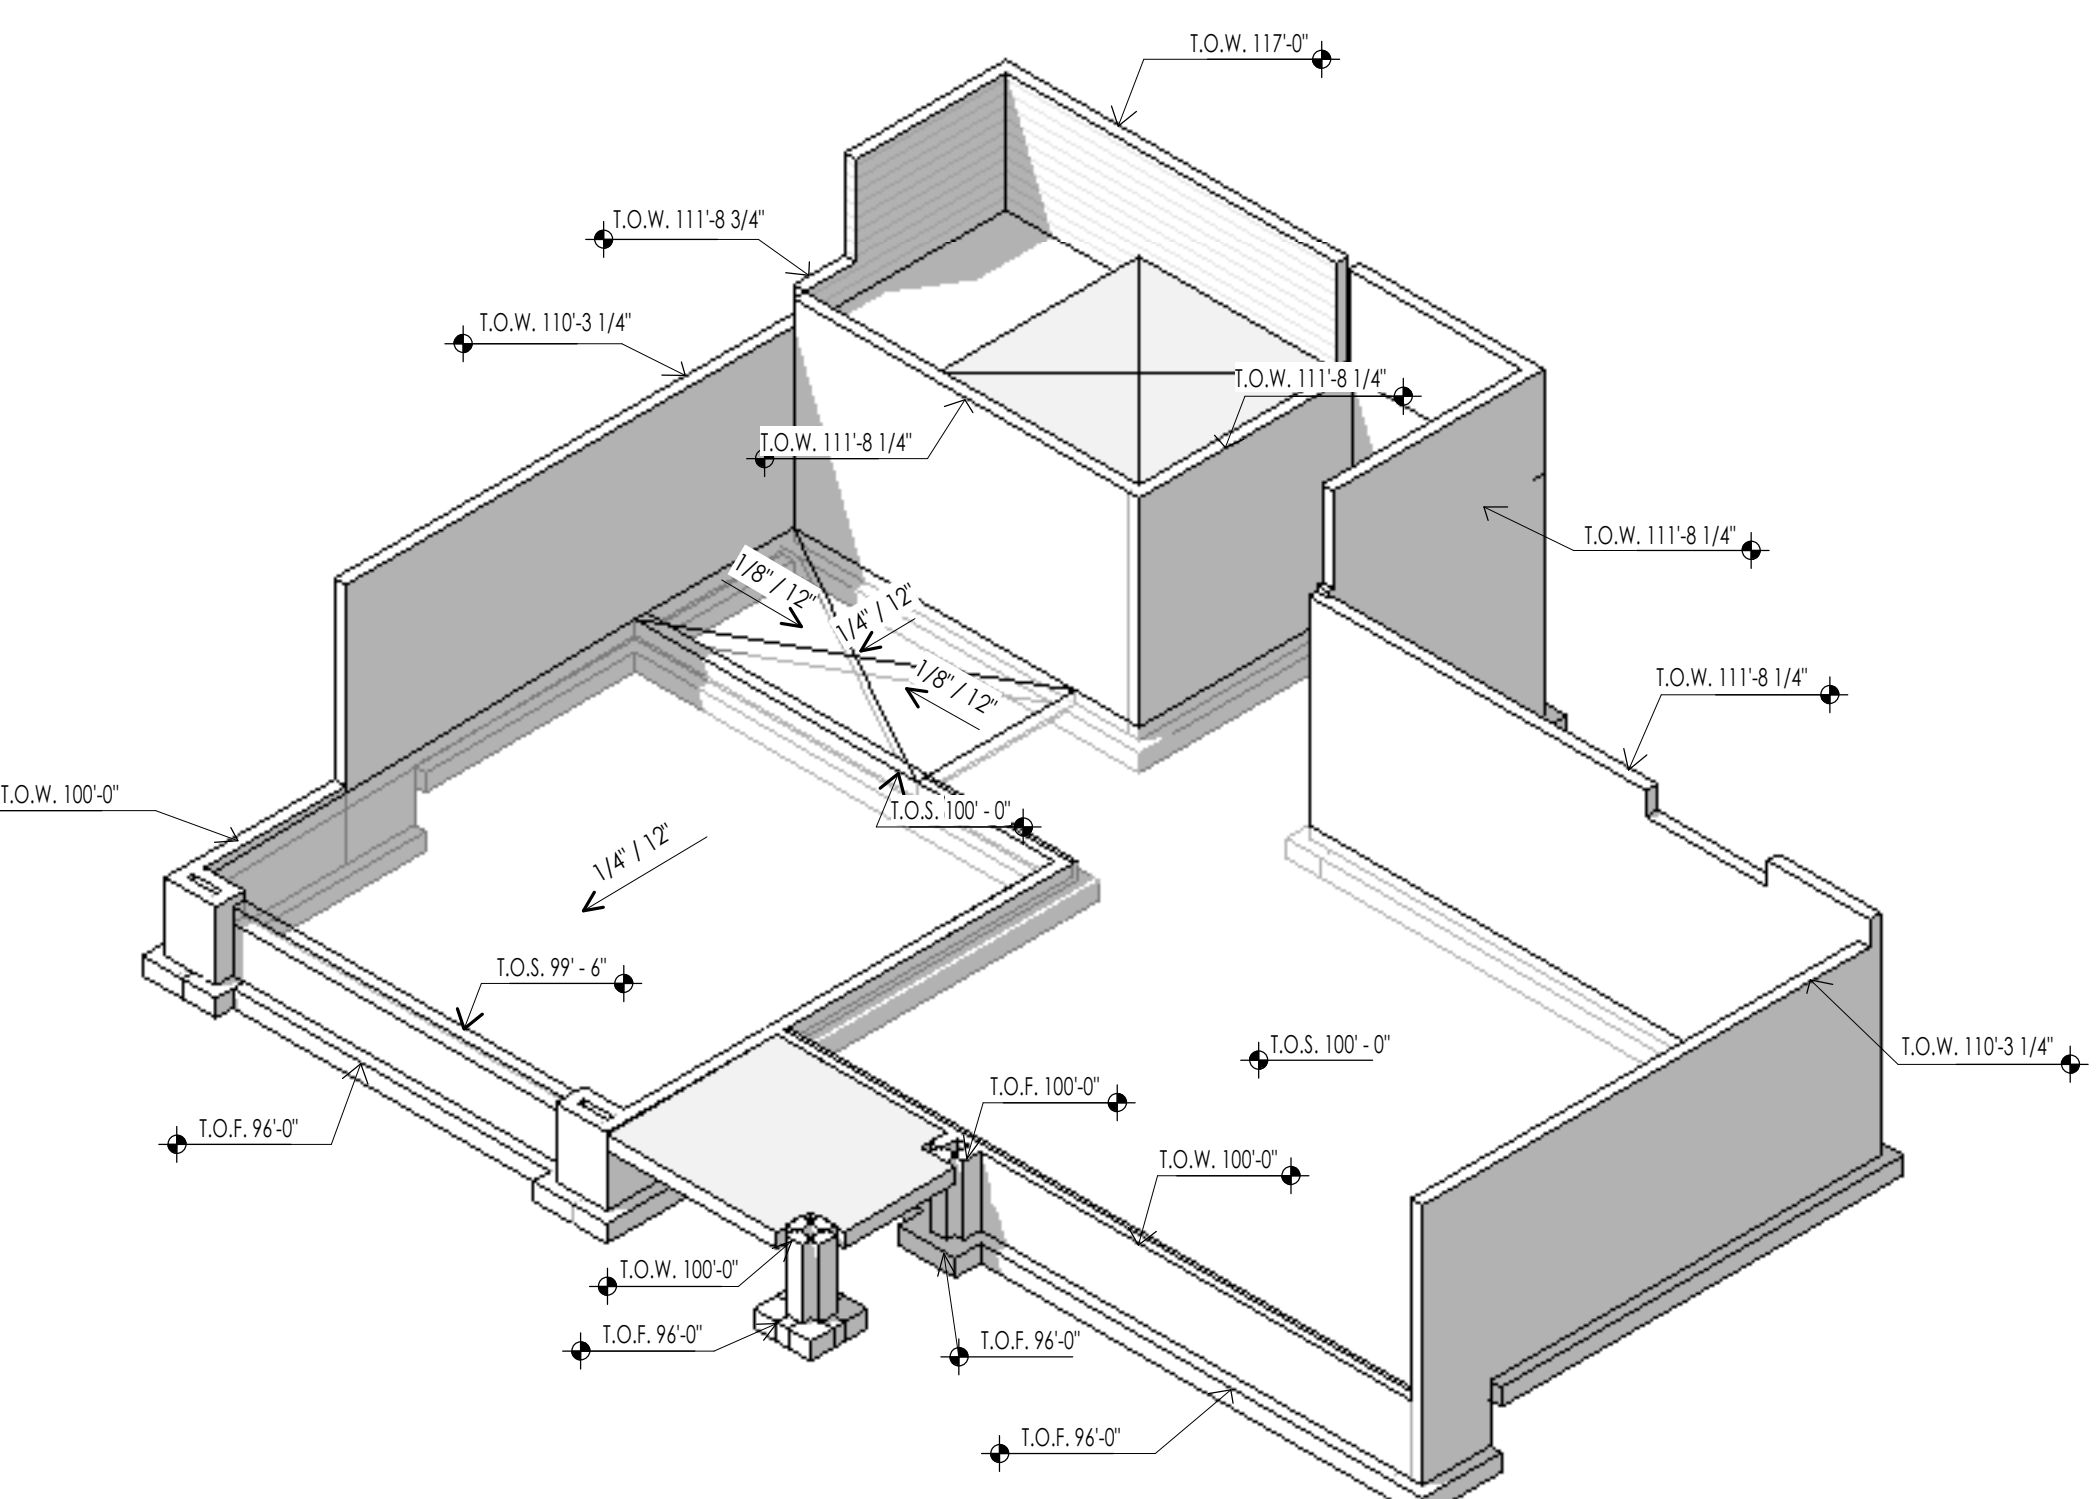 T.O.W. 117'-0"
T.O.W. 111'-8 3/4"
T.O.W. 110'-3 1/4"
T.O.W. 111'-8 1/4"
T.O.W. 111'-8 1/4"
T.O.W. 111'-8 1/4"
1/8" / 12"
1/4" / 12"
1/8" / 12"
T.O.W. 111'-8 1/4"
T.O.W. 100'-0"
T.O.S. 100' - 0"
1/4" / 12"
T.O.S. 99' - 6"
T.O.S. 100' - 0"
T.O.W. 110'-3 1/4"
T.O.F. 100'-0"
T.O.F. 96'-0"
T.O.W. 100'-0"
T.O.W. 100'-0"
T.O.F. 96'-0"
T.O.F. 96'-0"
T.O.F. 96'-0"